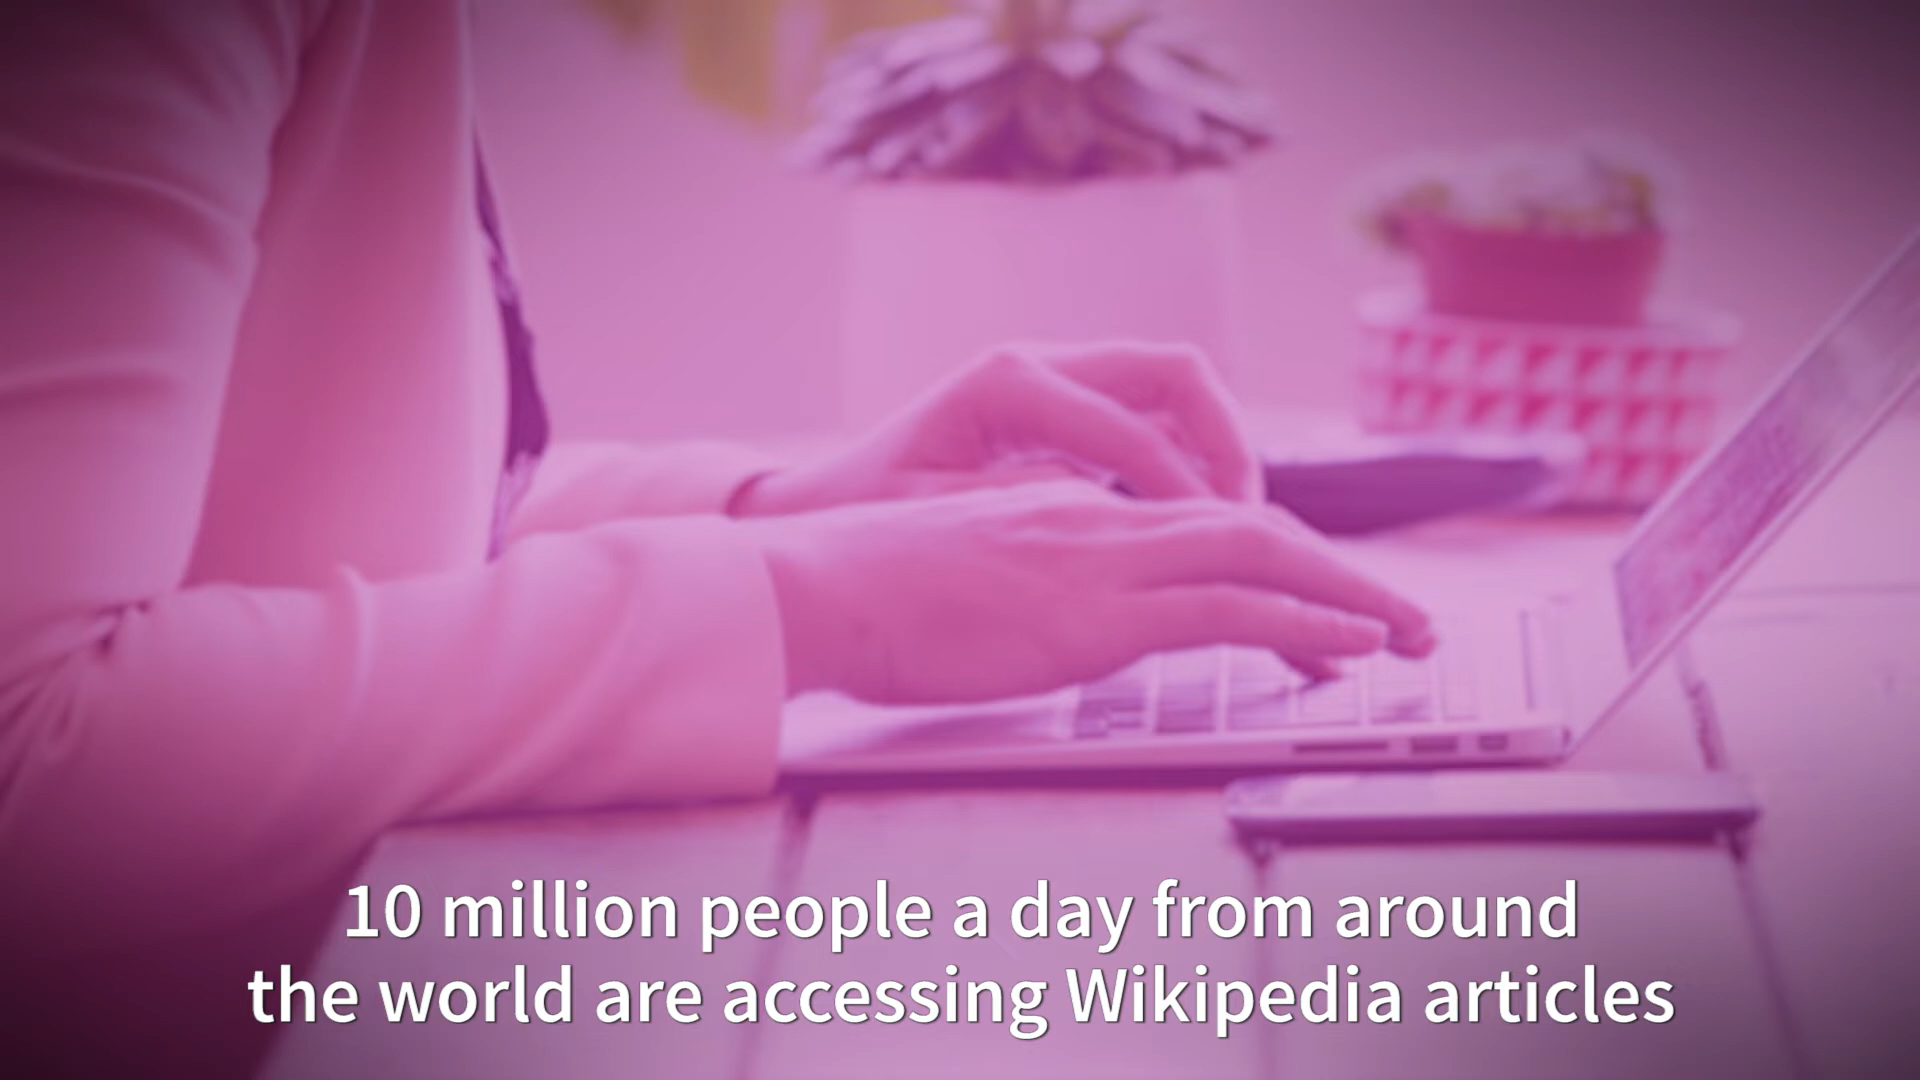 10 million people a day from around
the world are accessing Wikipedia articles